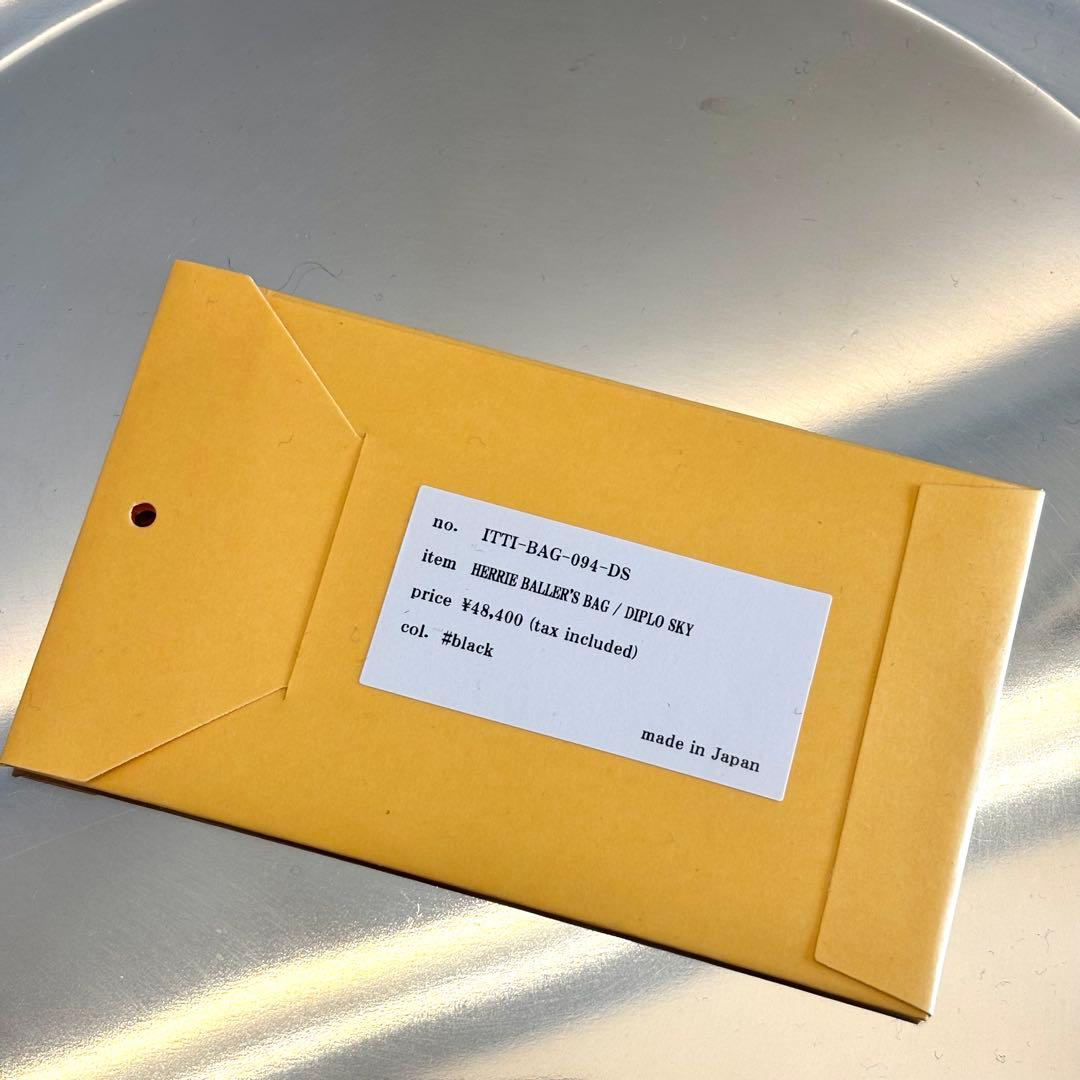 no. ITTI-BAG-094-DS
item HERRIE BALLER'S BAG / DIPLO SKY
price ¥48,400 (tax included)
col. #black
made in Japan